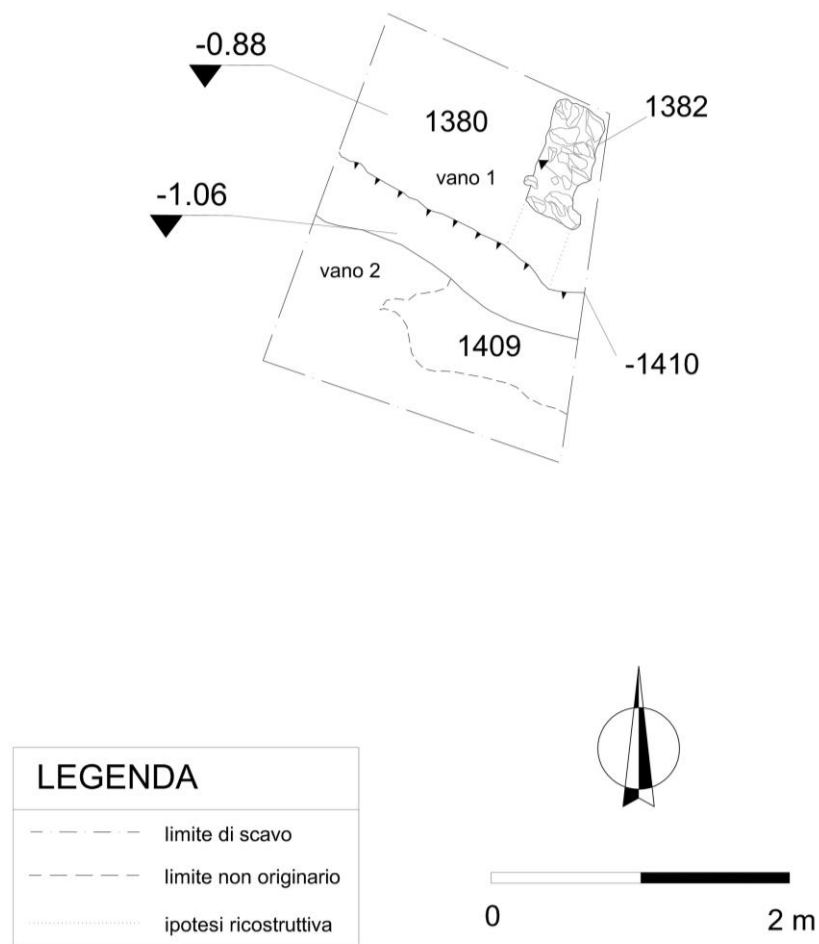 -0.88
1380
1382
vano 1
-1.06
vano 2
1409
-1410
LEGENDA
limite di scavo
limite non originario
ipotesi ricostruttiva
0
2 m